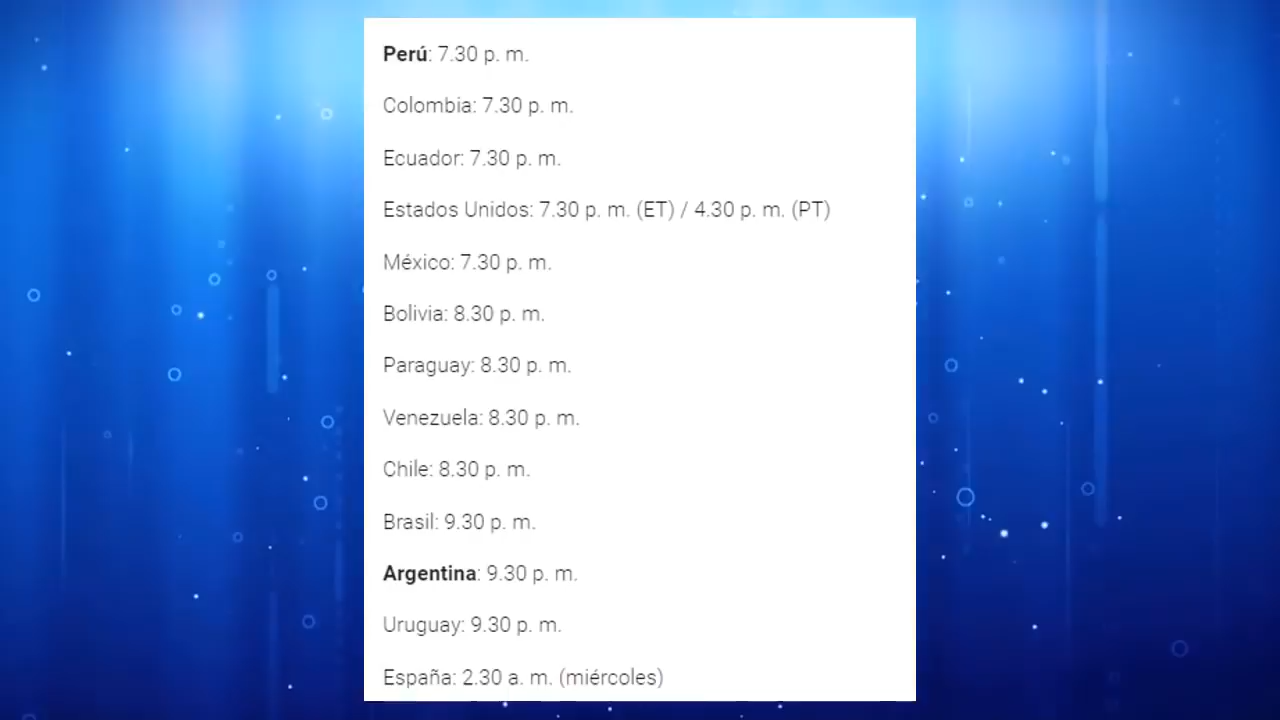 Perú: 7.30 p. m.
Colombia: 7.30 p. m.
Ecuador: 7.30 p. m.
Estados Unidos: 7.30 p. m. (ET) / 4.30 p. m. (PT)
México: 7.30 p. m.
Bolivia: 8.30 p. m.
Paraguay: 8.30 p. m.
Venezuela: 8.30 p. m.
Chile: 8.30 p. m.
Brasil: 9.30 p. m.
Argentina: 9.30 p. m.
Uruguay: 9.30 p. m.
España: 2.30 a. m. (miércoles)